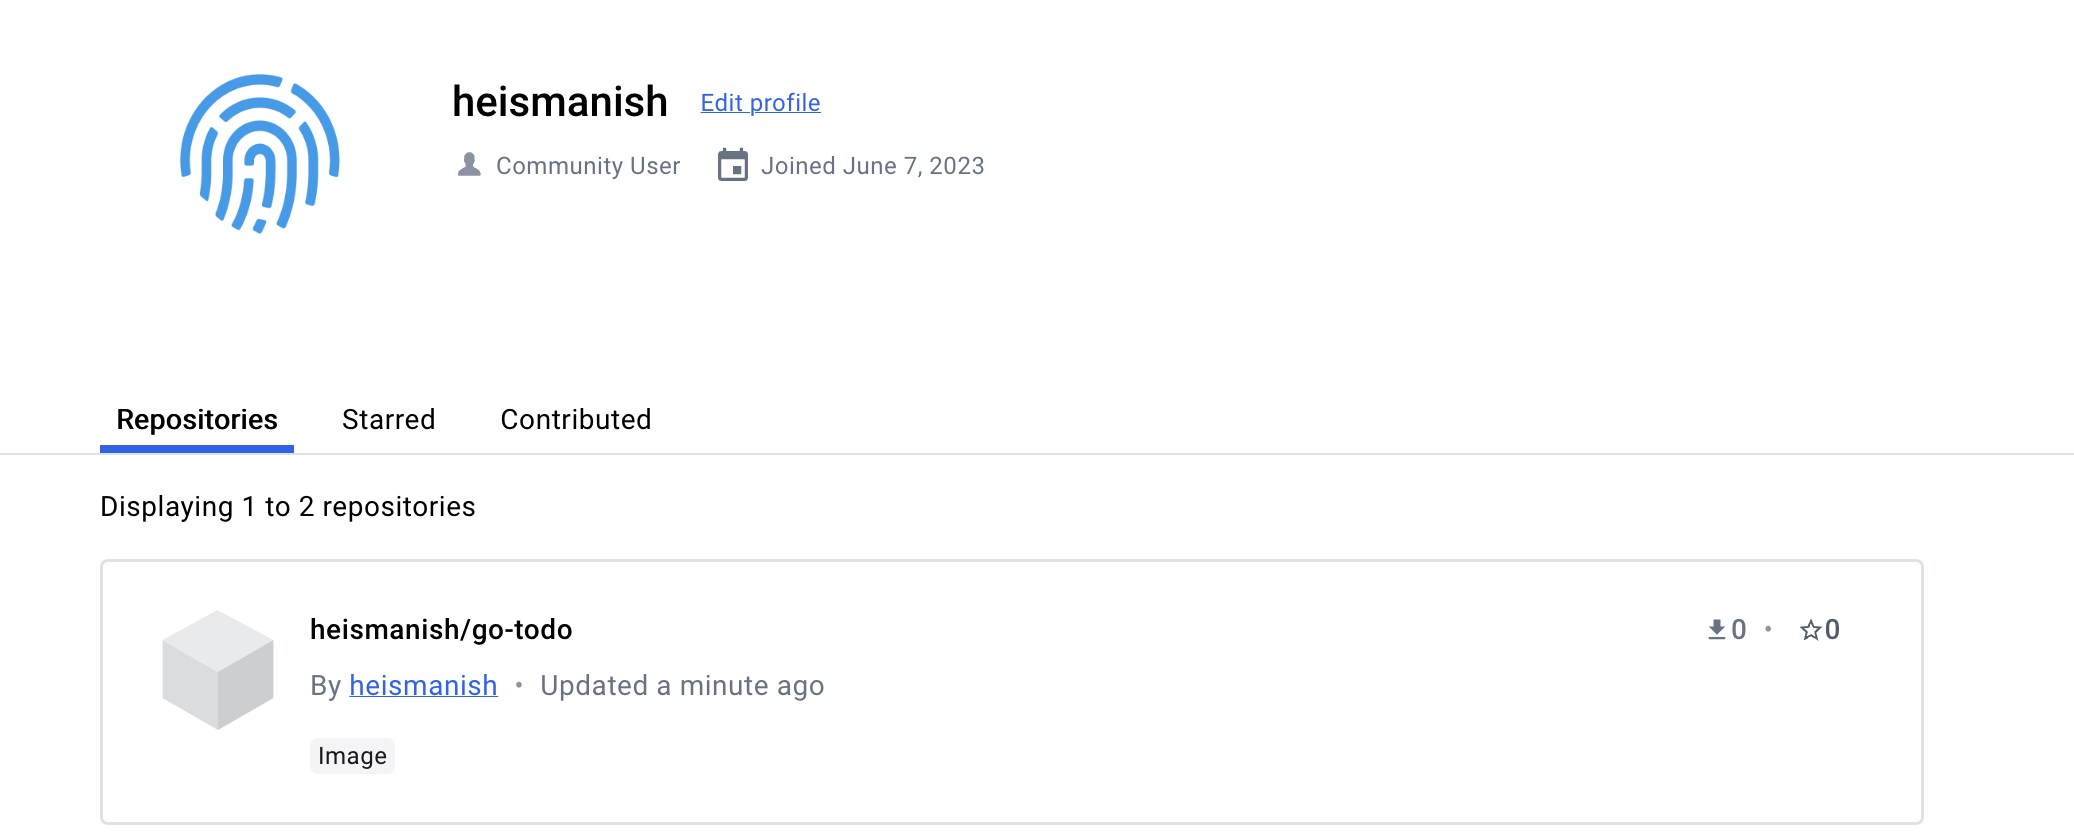 heismanish Edit profile
Community User Joined June 7, 2023
Repositories Starred Contributed
Displaying 1 to 2 repositories
heismanish/go-todo 0 • 0
By heismanish • Updated a minute ago
Image